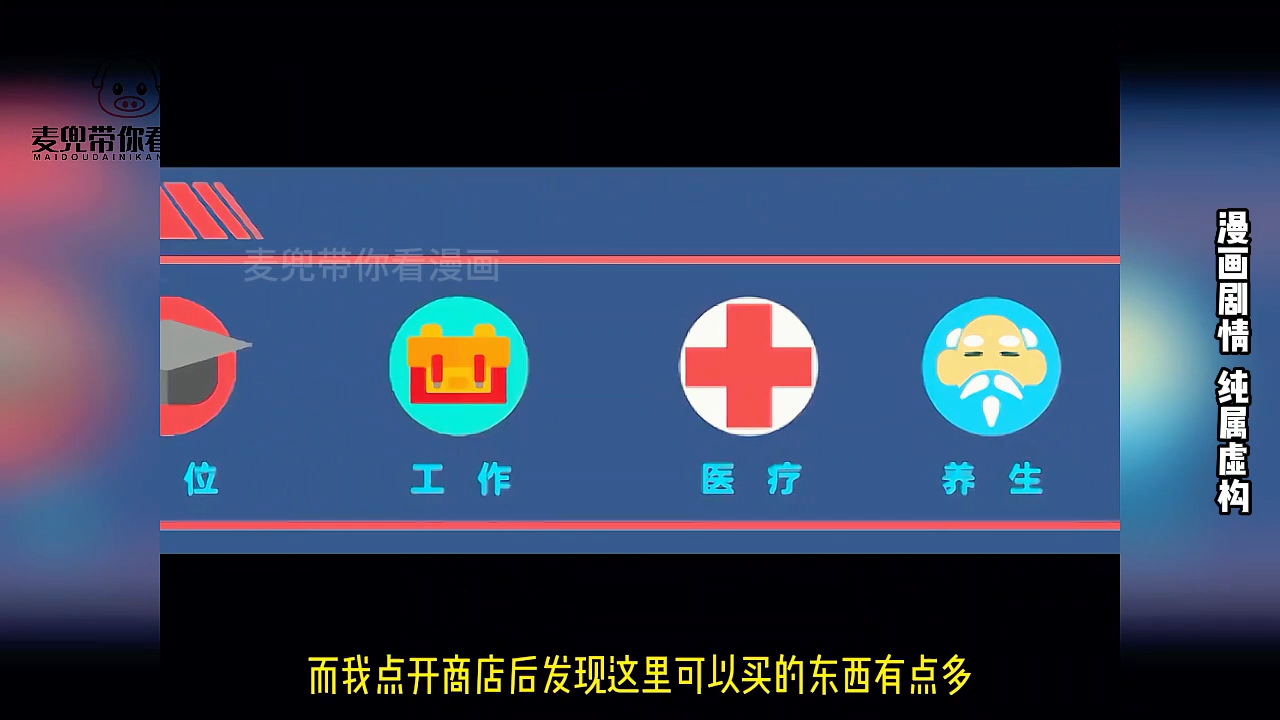 麦兜带你看
MAIDOUDAINIKAN
麦兜带你看漫画
位
工作
医疗
养生
漫画剧情 纯属虚构
而我点开商店后发现这里可以买的东西有点多